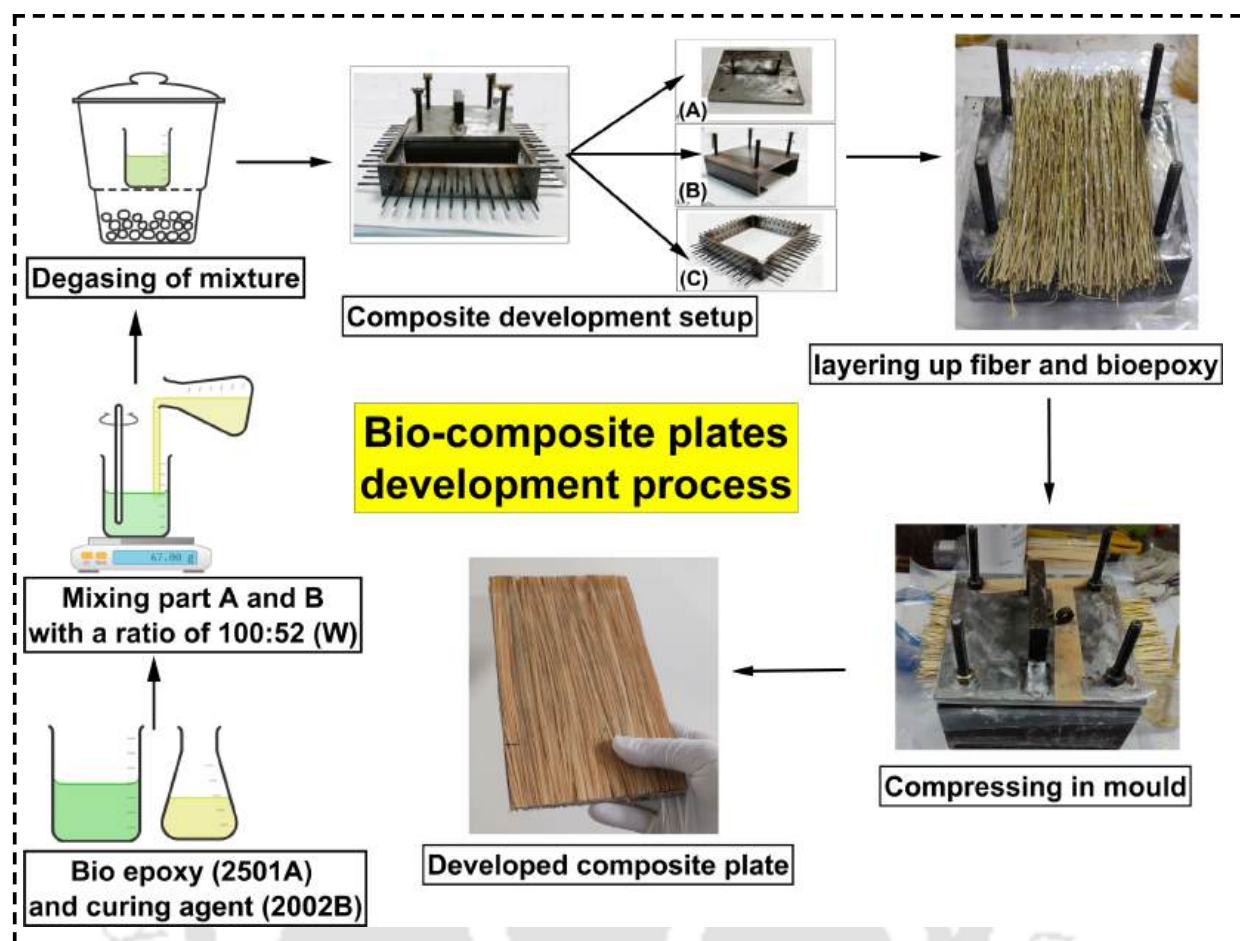 Bio-composite plates
development process
Bio epoxy (2501A)
and curing agent (2002B)
Mixing part A and B
with a ratio of 100:52 (W)
67.00 g
Degasing of mixture
Composite development setup
(A)
(B)
(C)
layering up fiber and bioepoxy
Compressing in mould
Developed composite plate